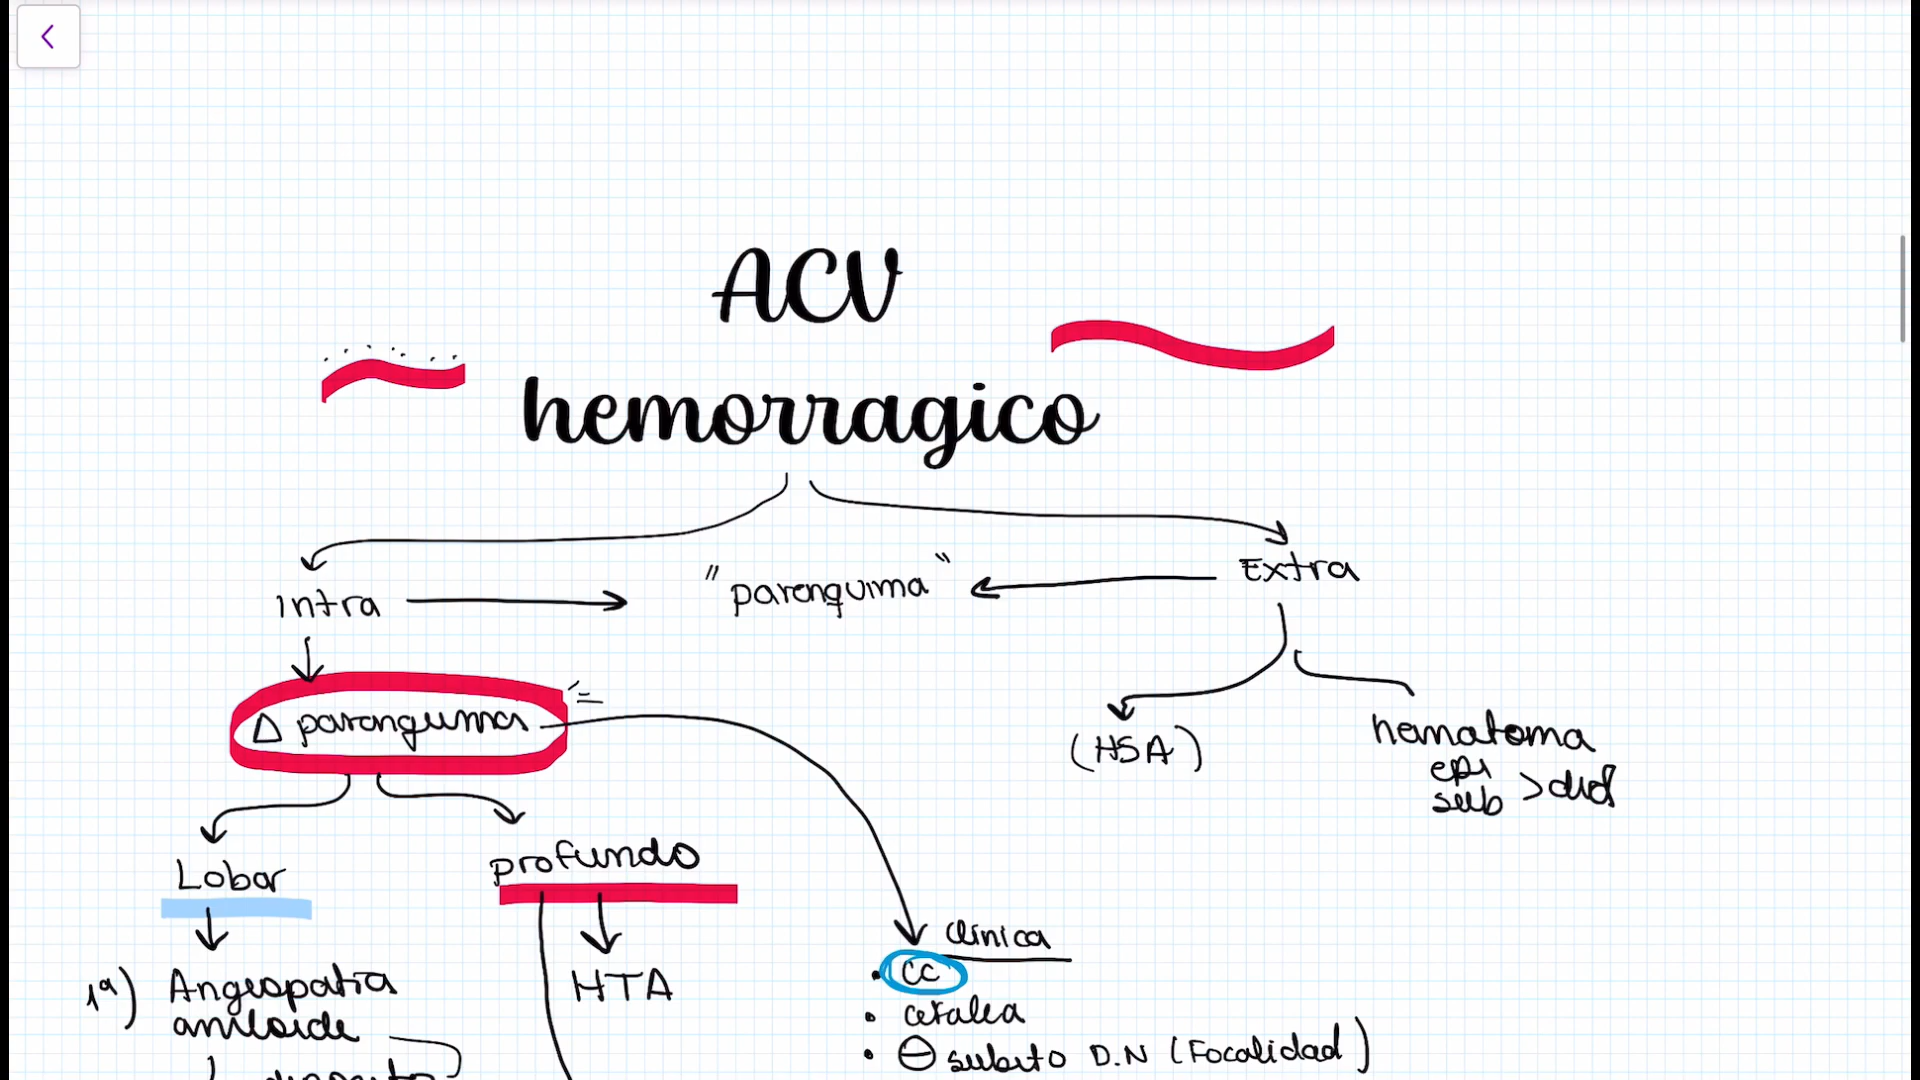 ACV
hemorragico
Intra
"parenquima"
Extra
Δ parenquima
(HSA)
hematoma
epi
sub > dud
Lobar
profundo
1ª) Angiopatia
amiloide
HTA
clinica
• CC
• cefalea
• ⊖ subito D.N (Focalidad)